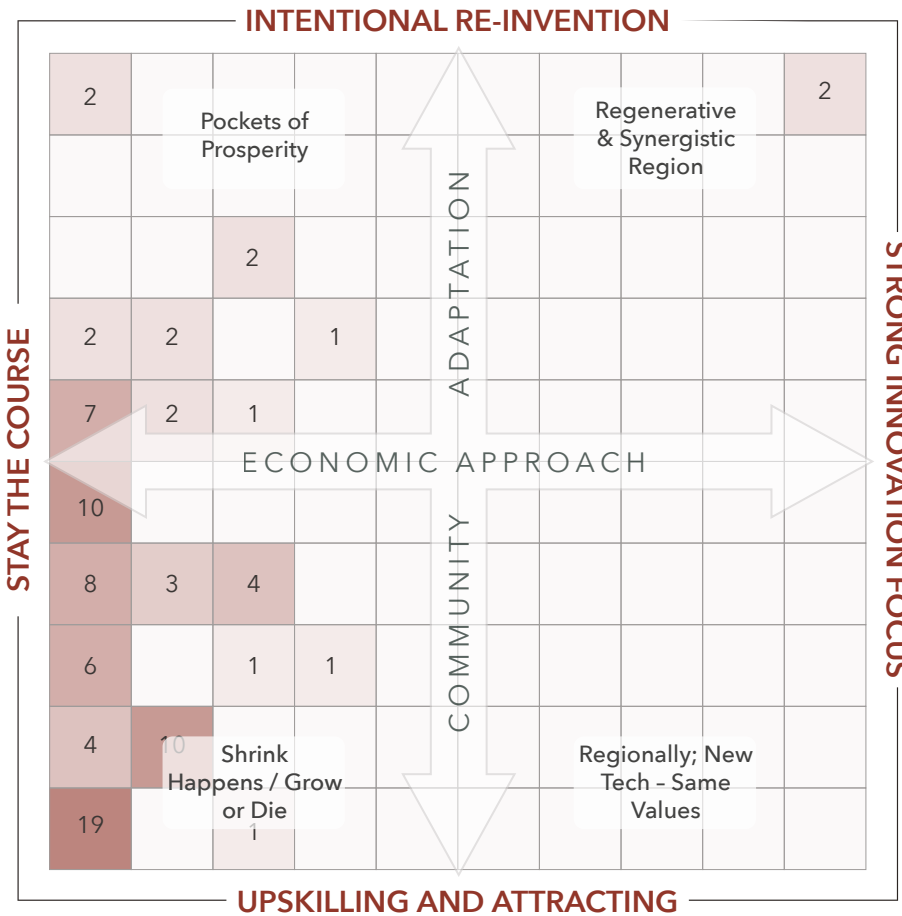 INTENTIONAL RE-INVENTION
2
2
Pockets of
Prosperity
Regenerative
& Synergistic
Region
2
2
2
1
7
2
1
ADAPTATION
ECONOMIC APPROACH
COMMUNITY
STAY THE COURSE
STRONG INNOVATION FOCUS
10
8
3
4
6
1
1
4
10
Shrink
Happens / Grow
or Die
Regionally; New
Tech – Same
Values
19
1
UPSKILLING AND ATTRACTING